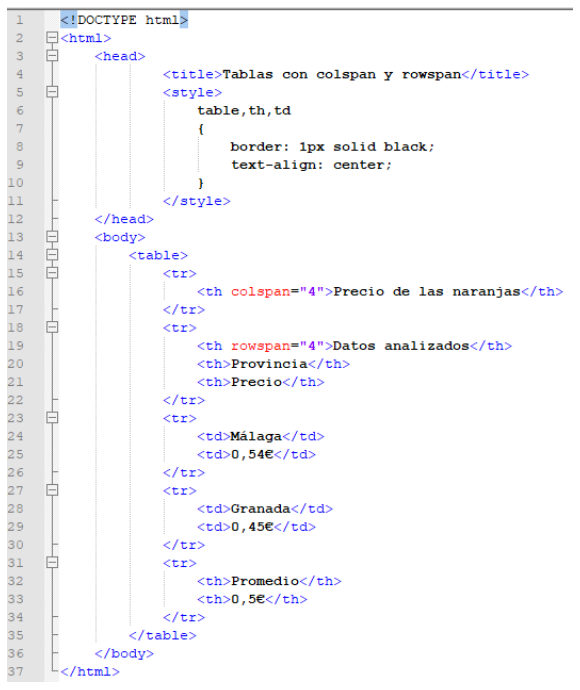 1 <!DOCTYPE html>
2 <html>
3 <head>
4 <title>Tablas con colspan y rowspan</title>
5 <style>
6 table,th,td
7 {
8 border: 1px solid black;
9 text-align: center;
10 }
11 </style>
12 </head>
13 <body>
14 <table>
15 <tr>
16 <th colspan="4">Precio de las naranjas</th>
17 </tr>
18 <tr>
19 <th rowspan="4">Datos analizados</th>
20 <th>Provincia</th>
21 <th>Precio</th>
22 </tr>
23 <tr>
24 <td>Málaga</td>
25 <td>0,54€</td>
26 </tr>
27 <tr>
28 <td>Granada</td>
29 <td>0,45€</td>
30 </tr>
31 <tr>
32 <th>Promedio</th>
33 <th>0,5€</th>
34 </tr>
35 </table>
36 </body>
37 </html>